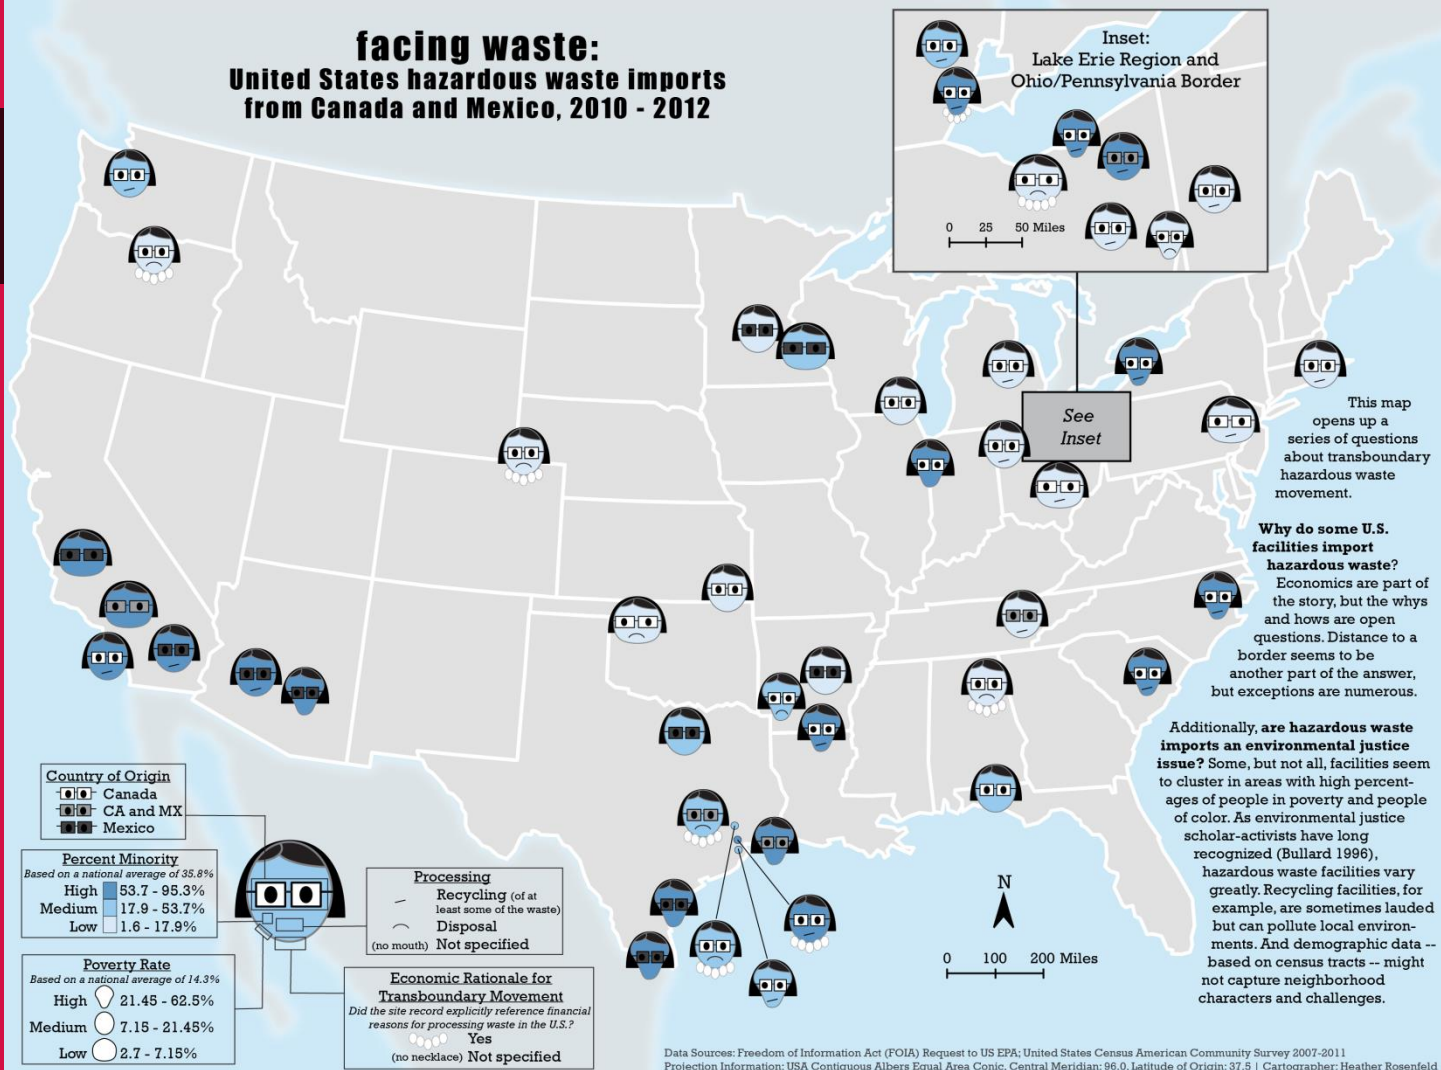 facing waste:
United States hazardous waste imports
from Canada and Mexico, 2010 - 2012
Inset:
Lake Erie Region and
Ohio/Pennsylvania Border
0 25 50 Miles
See
Inset
This map
opens up a
series of questions
about transboundary
hazardous waste
movement.
Why do some U.S.
facilities import
hazardous waste?
Economics are part of
the story, but the whys
and hows are open
questions. Distance to a
border seems to be
another part of the answer,
but exceptions are numerous.
Additionally, are hazardous waste
imports an environmental justice
issue? Some, but not all, facilities seem
to cluster in areas with high percent-
ages of people in poverty and people
of color. As environmental justice
scholar-activists have long
recognized (Bullard 1996),
hazardous waste facilities vary
greatly. Recycling facilities, for
example, are sometimes lauded
but can pollute local environ-
ments. And demographic data --
based on census tracts -- might
not capture neighborhood
characters and challenges.
Country of Origin
Canada
CA and MX
Mexico
Percent Minority
Based on a national average of 35.8%
High 53.7 - 95.3%
Medium 17.9 - 53.7%
Low 1.6 - 17.9%
Poverty Rate
Based on a national average of 14.3%
High 21.45 - 62.5%
Medium 7.15 - 21.45%
Low 2.7 - 7.15%
Processing
Recycling (of at
least some of the waste)
Disposal
(no mouth) Not specified
Economic Rationale for
Transboundary Movement
Did the site record explicitly reference financial
reasons for processing waste in the U.S.?
Yes
(no necklace) Not specified
N
0 100 200 Miles
Data Sources: Freedom of Information Act (FOIA) Request to US EPA; United States Census American Community Survey 2007-2011
Projection Information: USA Contiguous Albers Equal Area Conic, Central Meridian: 96.0, Latitude of Origin: 37.5 | Cartographer: Heather Rosenfeld